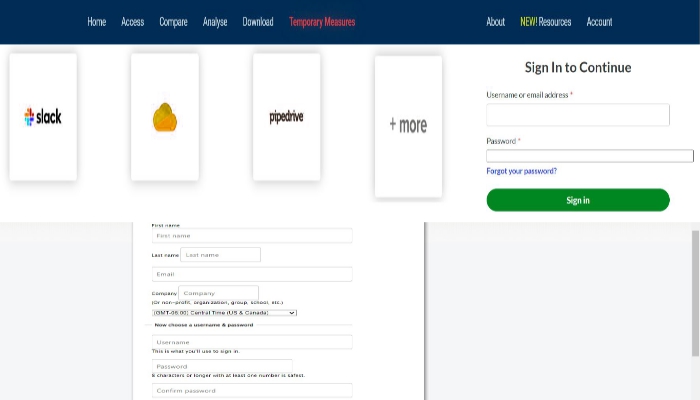 Home Access Compare Analyse Download Temporary Measures About NEW! Resources Account
slack
pipedrive
+ more
Sign In to Continue
Username or email address *
Password *
Forgot your password?
Sign in
First name
First name
Last name Last name
Email
Company Company
(Or non-profit, organization, group, school, etc.)
(GMT-06:00) Central Time (US & Canada)
Now choose a username & password
Username
This is what you'll use to sign in.
Password
8 characters or longer with at least one number is safest.
Confirm password